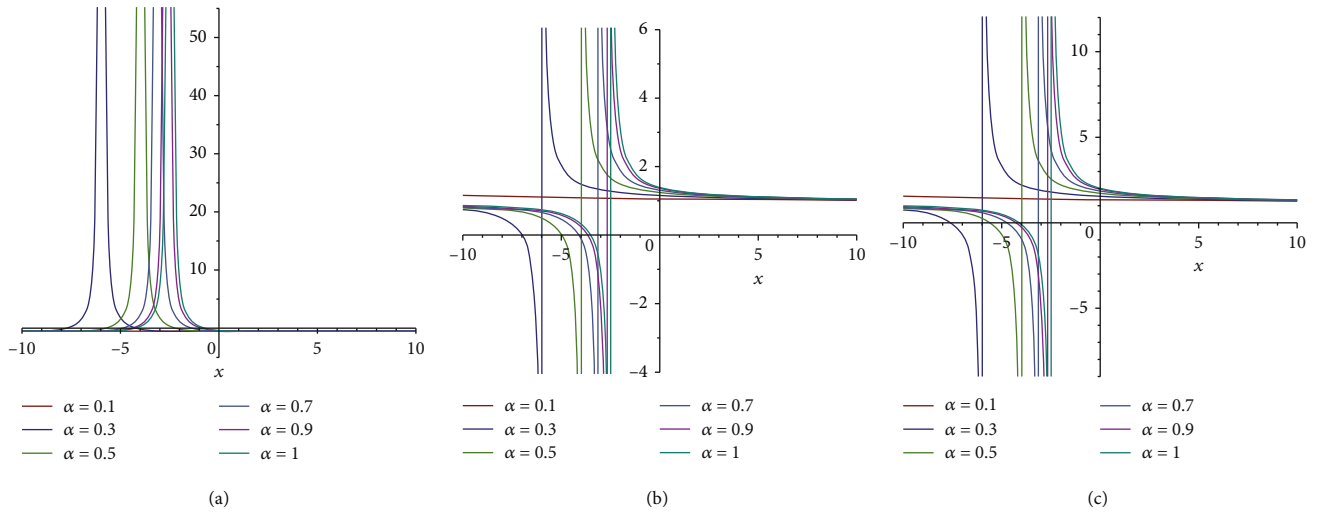 50
40
30
20
10
−10 −5 0 5 10
x
α = 0.1 α = 0.7
α = 0.3 α = 0.9
α = 0.5 α = 1
(a)
6
4
2
−10 −5 0 5 10
x
−2
−4
α = 0.1 α = 0.7
α = 0.3 α = 0.9
α = 0.5 α = 1
(b)
10
5
−10 −5 0 5 10
x
−5
α = 0.1 α = 0.7
α = 0.3 α = 0.9
α = 0.5 α = 1
(c)